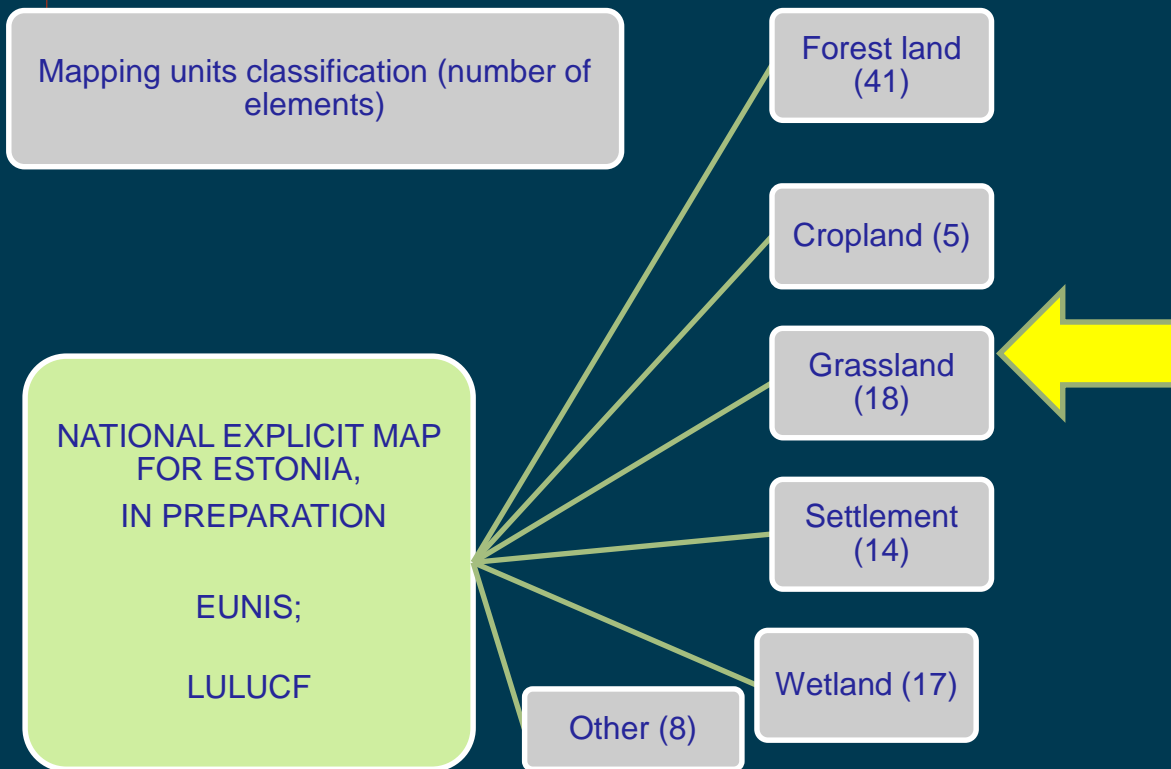 Mapping units classification (number of
elements)
Forest land
(41)
Cropland (5)
Grassland
(18)
Settlement
(14)
Wetland (17)
Other (8)
NATIONAL EXPLICIT MAP
FOR ESTONIA,
IN PREPARATION
EUNIS;
LULUCF